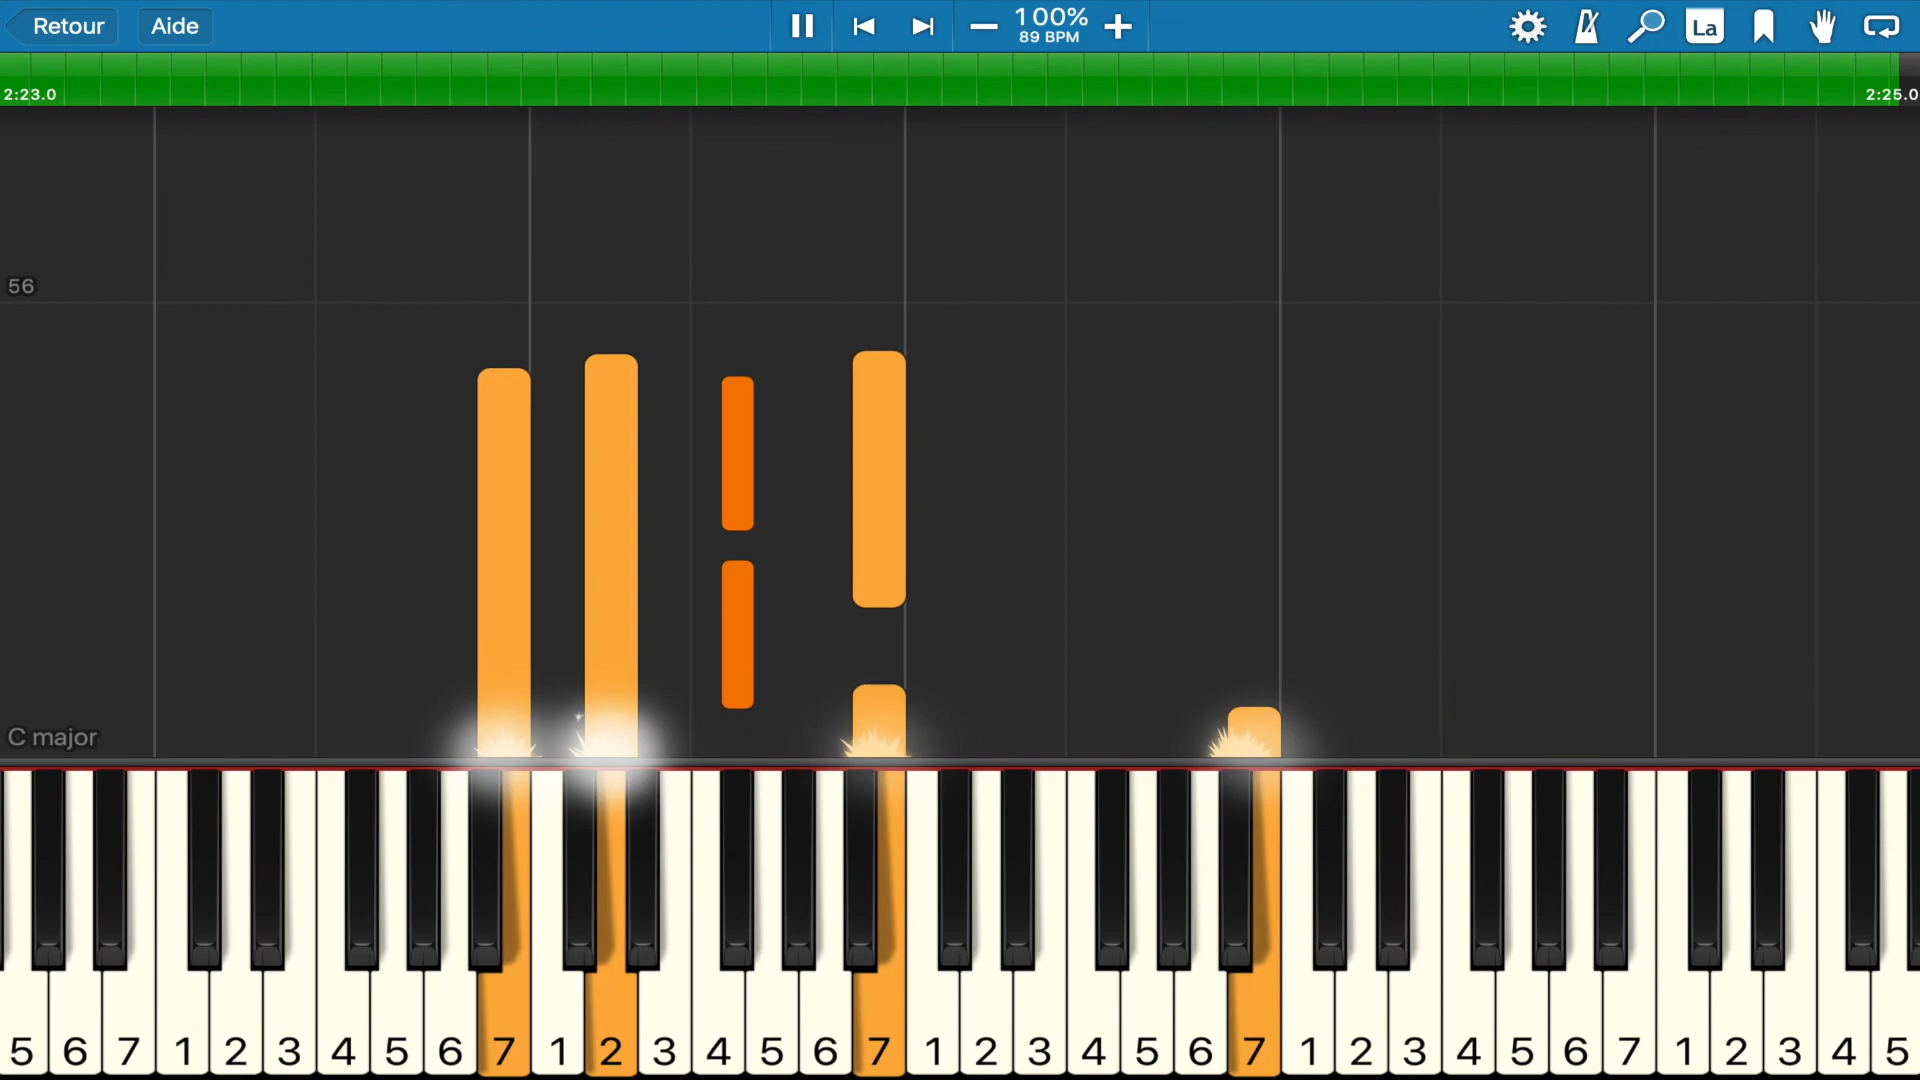 Retour Aide 100% La
89 BPM
2:23.0 2:25.0
56
C major
5 6 7 1 2 3 4 5 6 7 1 2 3 4 5 6 7 1 2 3 4 5 6 7 1 2 3 4 5 6 7 1 2 3 4 5